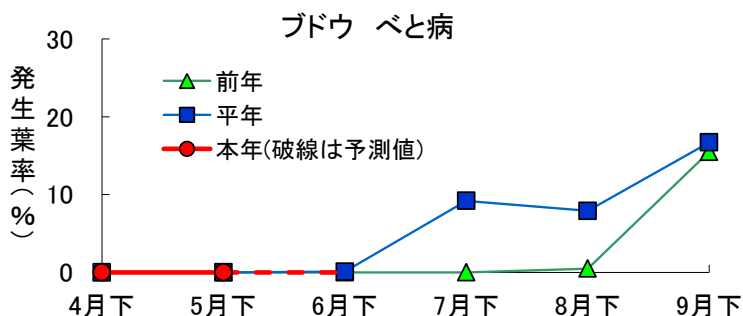 ブドウ　べと病
発生葉率(%)
30
20
10
0
前年
平年
本年(破線は予測値)
4月下 5月下 6月下 7月下 8月下 9月下